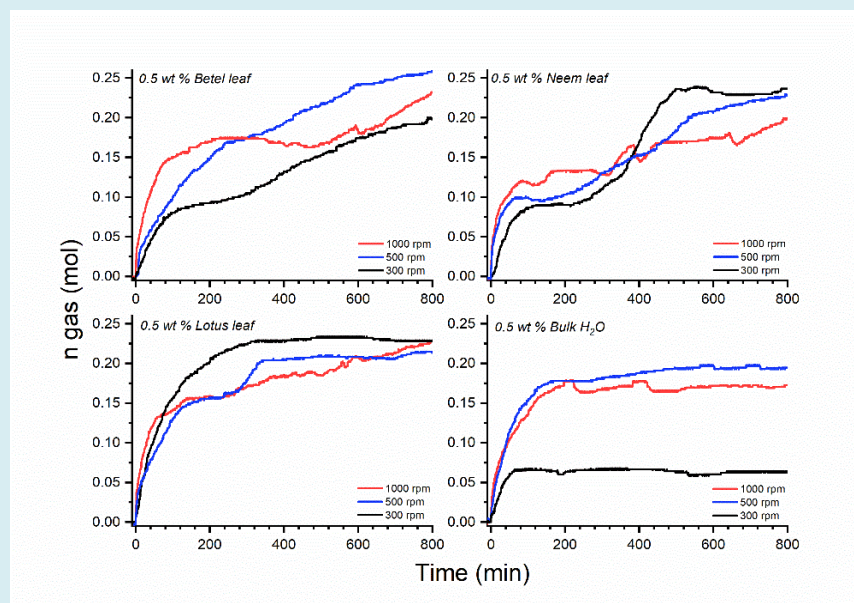 0.5 wt % Betel leaf
0.25
0.20
0.15
0.10
0.05
0.00
1000 rpm
500 rpm
300 rpm
0 200 400 600 800
0.5 wt % Neem leaf
0.25
0.20
0.15
0.10
0.05
0.00
1000 rpm
500 rpm
300 rpm
0 200 400 600 800
n gas (mol)
0.5 wt % Lotus leaf
0.25
0.20
0.15
0.10
0.05
0.00
1000 rpm
500 rpm
300 rpm
0 200 400 600 800
0.5 wt % Bulk H₂O
0.25
0.20
0.15
0.10
0.05
0.00
1000 rpm
500 rpm
300 rpm
0 200 400 600 800
Time (min)